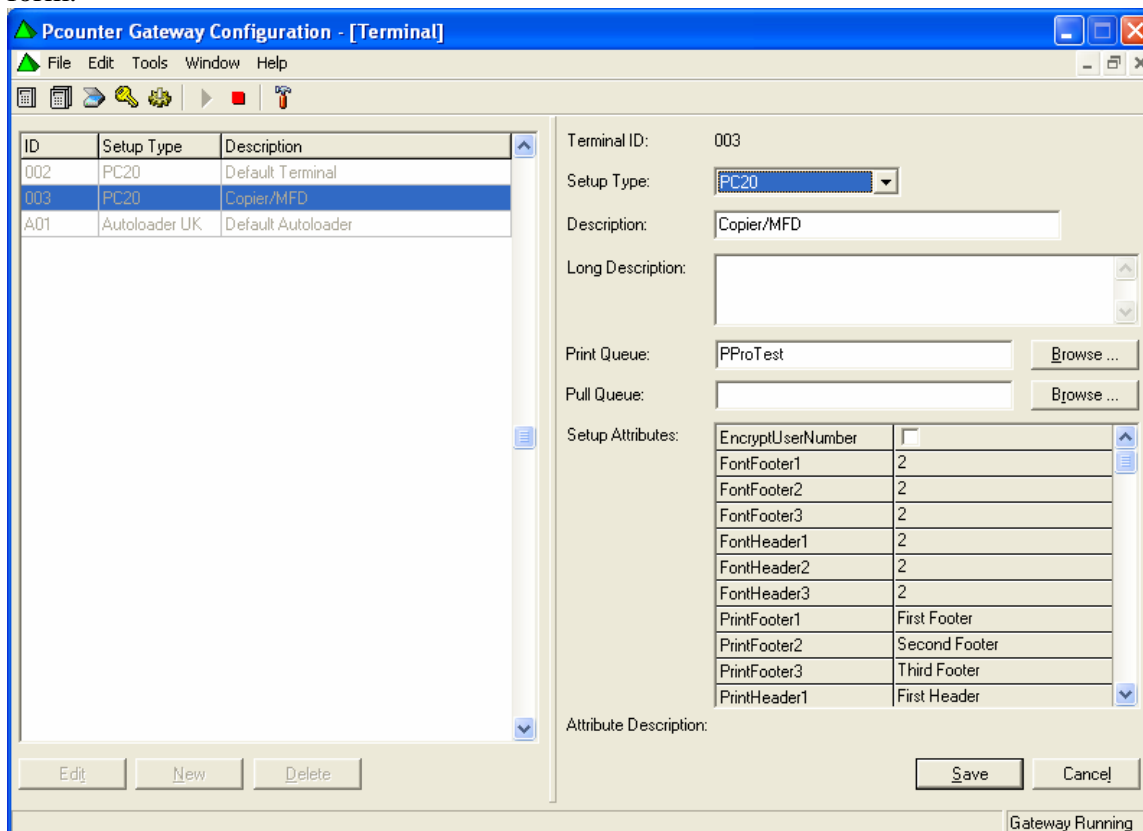 form.
Pcounter Gateway Configuration - [Terminal]
File Edit Tools Window Help
ID Setup Type Description
002 PC20 Default Terminal
003 PC20 Copier/MFD
A01 Autoloader UK Default Autoloader
Terminal ID: 003
Setup Type: PC20
Description: Copier/MFD
Long Description:
Print Queue: PProTest Browse ...
Pull Queue: Browse ...
Setup Attributes: EncryptUserNumber
FontFooter1 2
FontFooter2 2
FontFooter3 2
FontHeader1 2
FontHeader2 2
FontHeader3 2
PrintFooter1 First Footer
PrintFooter2 Second Footer
PrintFooter3 Third Footer
PrintHeader1 First Header
Attribute Description:
Edit New Delete
Save Cancel
Gateway Running